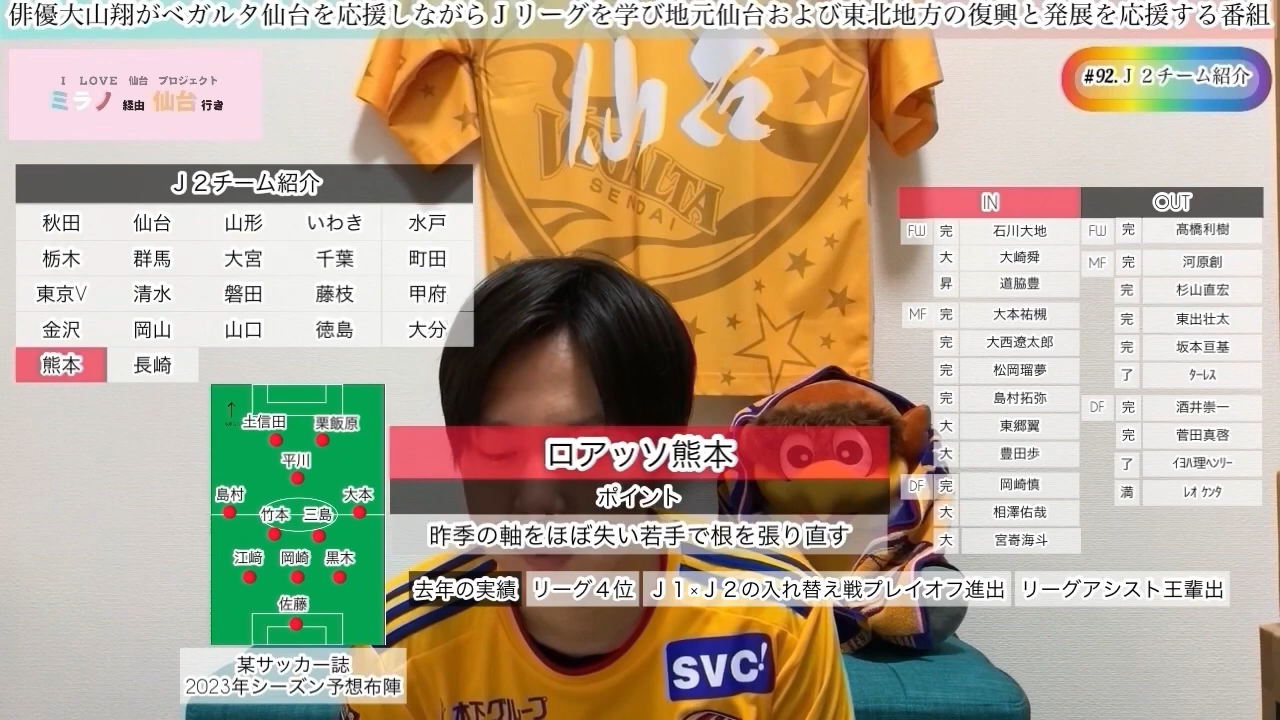 俳優大山翔がベガルタ仙台を応援しながらＪリーグを学び地元仙台および東北地方の復興と発展を応援する番組
I LOVE 仙台 プロジェクト
ミラノ 経由 仙台 行き
#92.Ｊ２チーム紹介
仙台
VEGALTA
SENDAI
Ｊ２チーム紹介
秋田 仙台 山形 いわき 水戸
栃木 群馬 大宮 千葉 町田
東京V 清水 磐田 藤枝 甲府
金沢 岡山 山口 徳島 大分
熊本 長崎
IN
FW 完 石川大地
大 大崎舜
昇 道脇豊
MF 完 大本祐槻
完 大西遼太郎
完 松岡瑠夢
完 島村拓弥
大 東郷翼
大 豊田歩
DF 完 岡崎慎
大 相澤佑哉
大 宮嵜海斗
OUT
FW 完 髙橋利樹
MF 完 河原創
完 杉山直宏
完 東出壮太
完 坂本亘基
了 ターレス
DF 完 酒井崇一
完 菅田真啓
了 イヨハ理ヘンリー
満 レオ ケンタ
土信田 粟飯原
平川
島村 大本
竹本 三島
江﨑 岡崎 黒木
佐藤
某サッカー誌
2023年シーズン予想布陣
ロアッソ熊本
ポイント
昨季の軸をほぼ失い若手で根を張り直す
去年の実績 リーグ４位 Ｊ１×Ｊ２の入れ替え戦プレイオフ進出 リーグアシスト王輩出
svc!
木下グループ